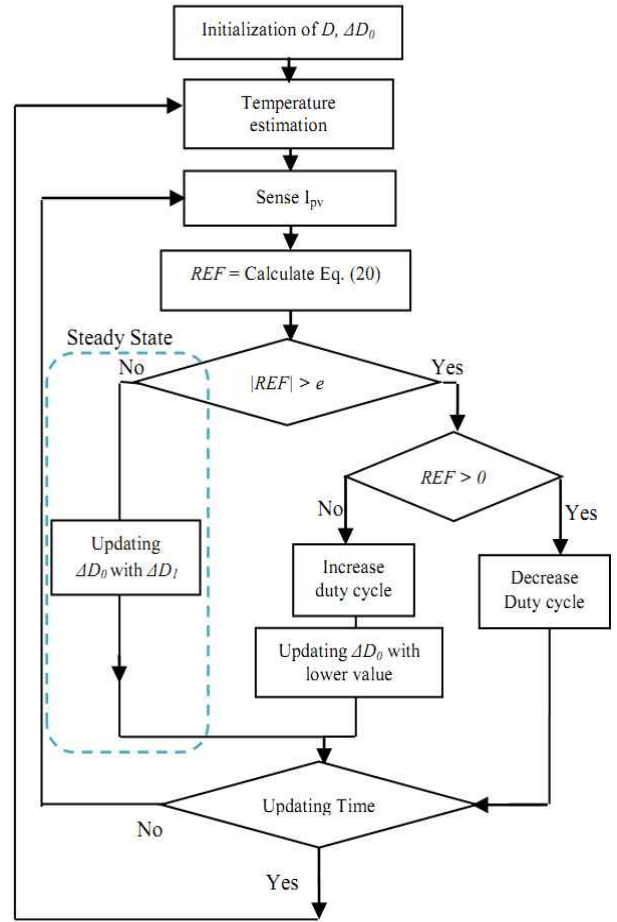 Initialization of D, ΔD₀
Temperature
estimation
Sense Iₚᵥ
REF = Calculate Eq. (20)
Steady State
No
|REF| > e
Yes
REF > 0
No
Yes
Updating
ΔD₀ with ΔD₁
Increase
duty cycle
Decrease
Duty cycle
Updating ΔD₀ with
lower value
Updating Time
No
Yes